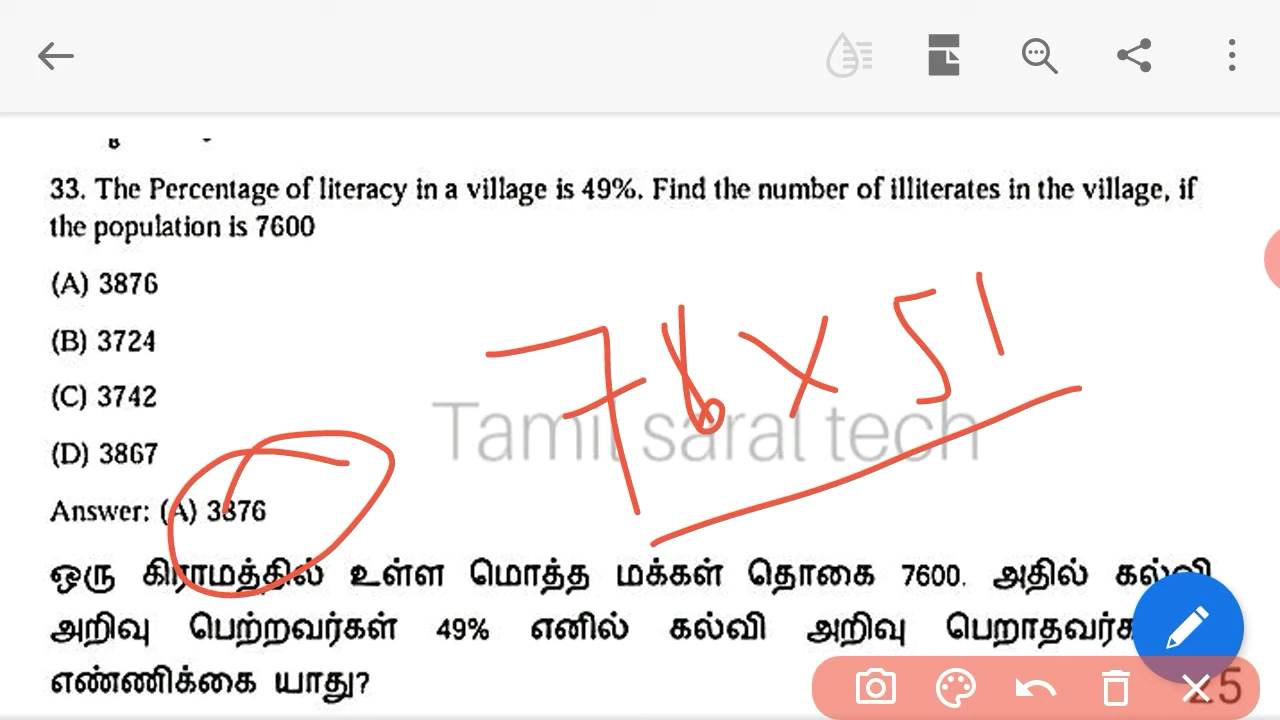 33. The Percentage of literacy in a village is 49%. Find the number of illiterates in the village, if
the population is 7600
(A) 3876
(B) 3724
(C) 3742
(D) 3867
76 x 51
Tamil saral tech
Answer: (A) 3876
ஒரு கிராமத்தில் உள்ள மொத்த மக்கள் தொகை 7600. அதில் கல்வி
அறிவு பெற்றவர்கள் 49% எனில் கல்வி அறிவு
எண்ணிக்கை யாது?